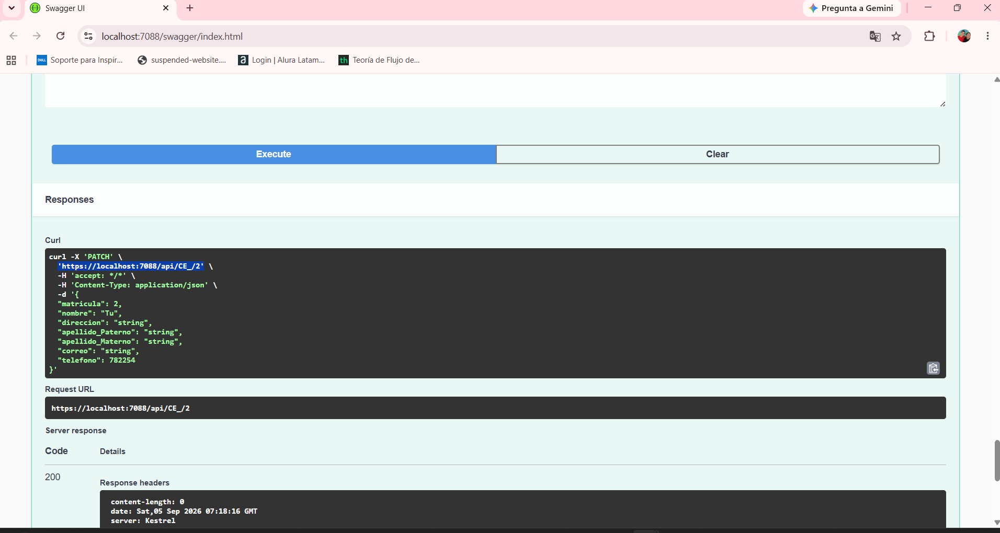 Swagger UI
Pregunta a Gemini
localhost:7088/swagger/index.html
Soporte para Inspir...
suspended-website....
Login | Alura Latam...
Teoría de Flujo de...
Execute
Clear
Responses
Curl
curl -X 'PATCH' \
'https://localhost:7088/api/CE_/2' \
-H 'accept: */*' \
-H 'Content-Type: application/json' \
-d '{
"matricula": 2,
"nombre": "Tu",
"direccion": "string",
"apellido_Paterno": "string",
"apellido_Materno": "string",
"correo": "string",
"telefono": 782254
}'
Request URL
https://localhost:7088/api/CE_/2
Server response
Code
Details
200
Response headers
content-length: 0
date: Sat,05 Sep 2026 07:18:16 GMT
server: Kestrel